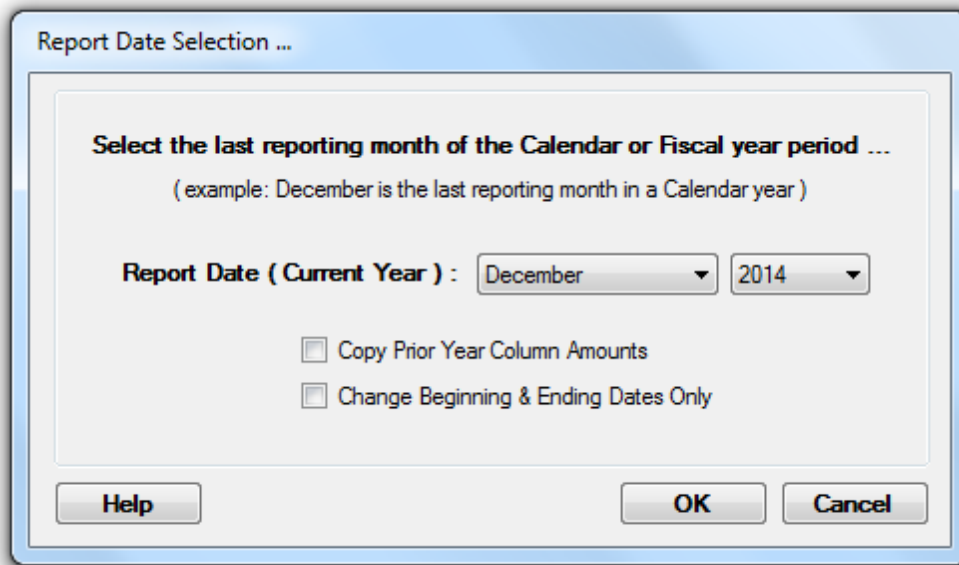 Report Date Selection ...
Select the last reporting month of the Calendar or Fiscal year period ...
( example: December is the last reporting month in a Calendar year )
Report Date ( Current Year ) : December 2014
Copy Prior Year Column Amounts
Change Beginning & Ending Dates Only
Help OK Cancel